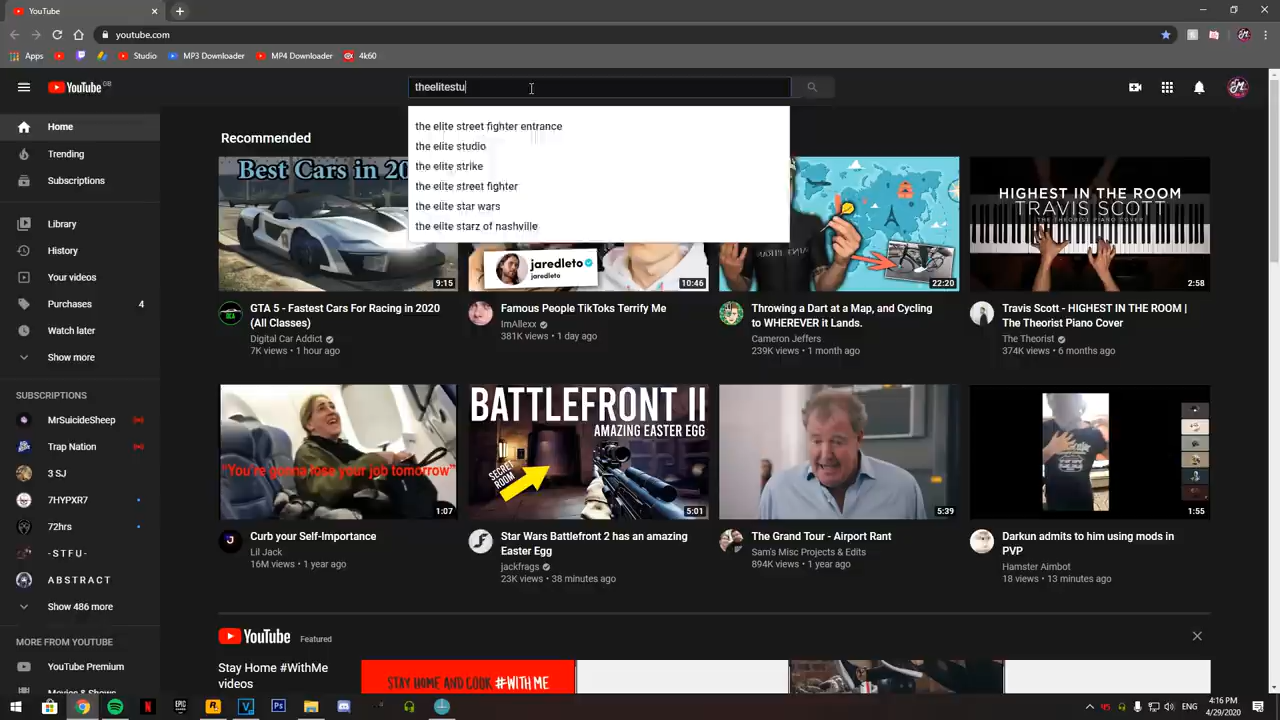 YouTube
youtube.com
Apps
Studio
MP3 Downloader
MP4 Downloader
4k60
YouTube GB
theelitestu
the elite street fighter entrance
the elite studio
the elite strike
the elite street fighter
the elite star wars
the elite starz of nashville
Home
Trending
Subscriptions
Library
History
Your videos
Purchases 4
Watch later
Show more
SUBSCRIPTIONS
MrSuicideSheep
Trap Nation
3 SJ
7HYPXR7
72hrs
- S T F U -
A B S T R A C T
Show 486 more
MORE FROM YOUTUBE
YouTube Premium
Movies & Shows
Recommended
Best Cars in 20
9:15
GTA 5 - Fastest Cars For Racing in 2020
(All Classes)
Digital Car Addict
7K views • 1 hour ago
jaredleto
jaredleto
10:46
Famous People TikToks Terrify Me
ImAllexx
381K views • 1 day ago
22:20
Throwing a Dart at a Map, and Cycling
to WHEREVER it Lands.
Cameron Jeffers
239K views • 1 month ago
HIGHEST IN THE ROOM
TRAVIS SCOTT
THE THEORIST PIANO COVER
2:58
Travis Scott - HIGHEST IN THE ROOM |
The Theorist Piano Cover
The Theorist
374K views • 6 months ago
"You're gonna lose your job tomorrow"
1:07
Curb your Self-Importance
Lil Jack
16M views • 1 year ago
BATTLEFRONT II
AMAZING EASTER EGG
SECRET
ROOM
5:01
Star Wars Battlefront 2 has an amazing
Easter Egg
jackfrags
23K views • 38 minutes ago
5:39
The Grand Tour - Airport Rant
Sam's Misc Projects & Edits
894K views • 1 year ago
1:55
Darkun admits to him using mods in
PVP
Hamster Aimbot
18 views • 13 minutes ago
YouTube Featured
Stay Home #WithMe
videos
STAY HOME AND COOK #WITH ME
EPIC
Ps
4:16 PM
4/29/2020